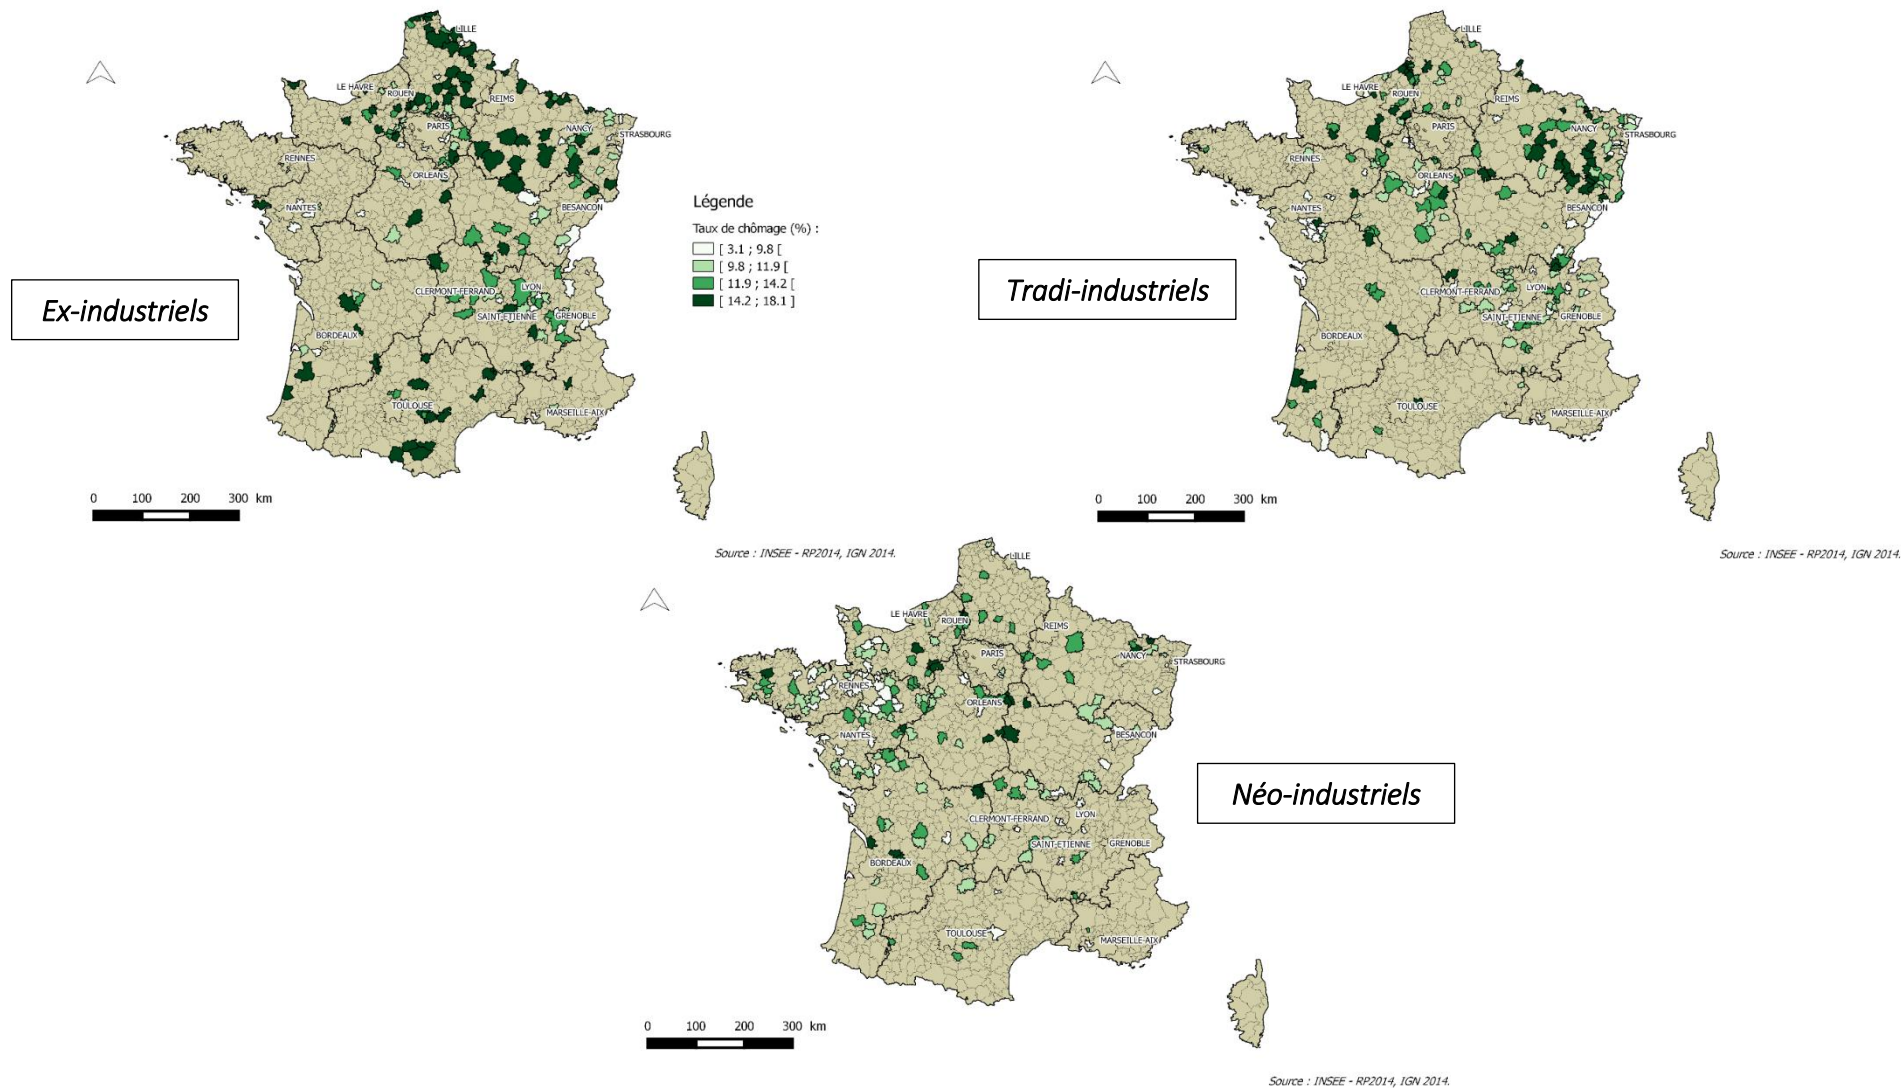 LILLE
LE HAVRE
ROUEN
REIMS
PARIS
NANCY
STRASBOURG
RENNES
ORLEANS
NANTES
BESANCON
CLERMONT-FERRAND
LYON
SAINT-ETIENNE
GRENOBLE
BORDEAUX
TOULOUSE
MARSEILLE-AIX
Ex-industriels
0 100 200 300 km
Source : INSEE - RP2014, IGN 2014.
Légende
Taux de chômage (%) :
[ 3.1 ; 9.8 [
[ 9.8 ; 11.9 [
[ 11.9 ; 14.2 [
[ 14.2 ; 18.1 ]
LILLE
LE HAVRE
ROUEN
REIMS
PARIS
NANCY
STRASBOURG
RENNES
ORLEANS
NANTES
BESANCON
CLERMONT-FERRAND
LYON
SAINT-ETIENNE
GRENOBLE
BORDEAUX
TOULOUSE
MARSEILLE-AIX
Tradi-industriels
0 100 200 300 km
Source : INSEE - RP2014, IGN 2014.
LILLE
LE HAVRE
ROUEN
REIMS
PARIS
NANCY
STRASBOURG
RENNES
ORLEANS
NANTES
BESANCON
CLERMONT-FERRAND
LYON
SAINT-ETIENNE
GRENOBLE
BORDEAUX
TOULOUSE
MARSEILLE-AIX
Néo-industriels
0 100 200 300 km
Source : INSEE - RP2014, IGN 2014.